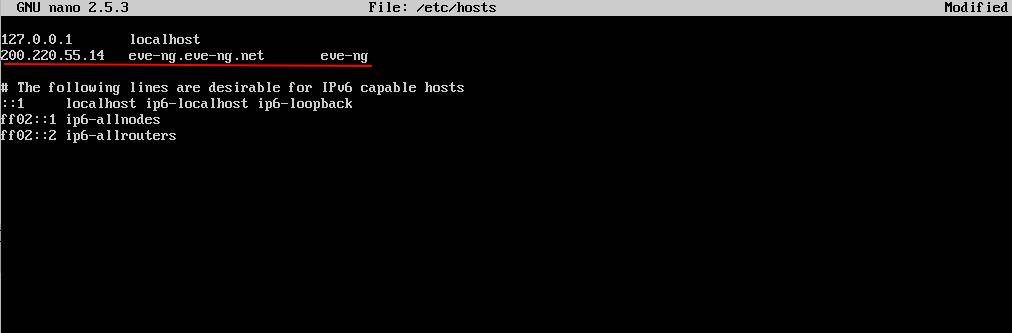 GNU nano 2.5.3 File: /etc/hosts Modified
127.0.0.1 localhost
200.220.55.14 eve-ng.eve-ng.net eve-ng
# The following lines are desirable for IPv6 capable hosts
::1 localhost ip6-localhost ip6-loopback
ff02::1 ip6-allnodes
ff02::2 ip6-allrouters